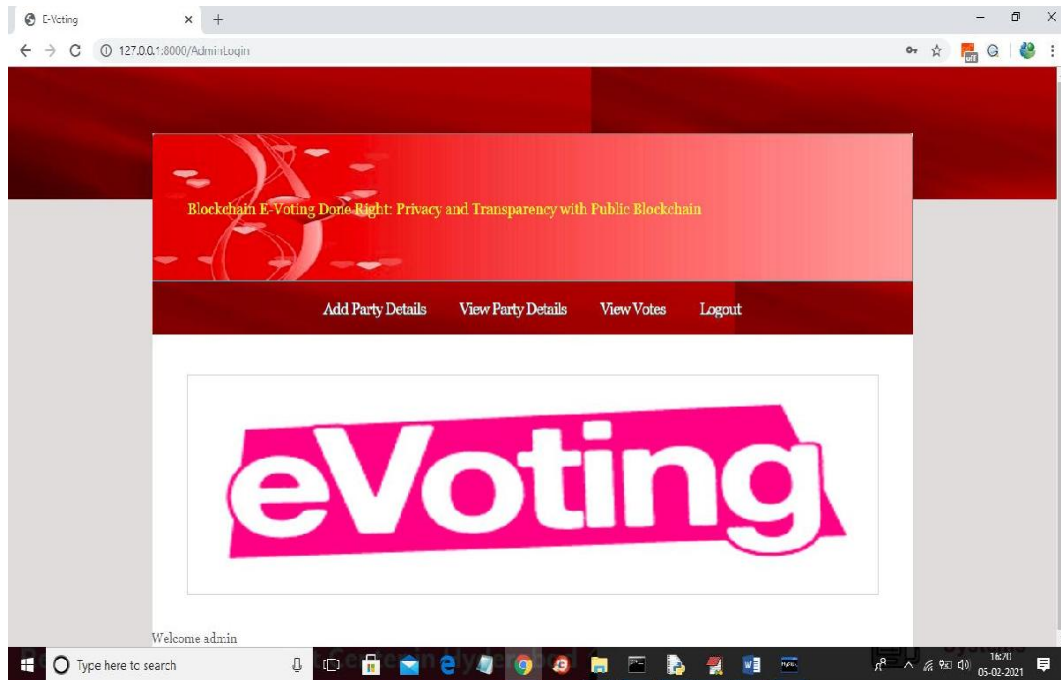 E-Voting
127.0.0.1:8000/AdminLogin
Blockchain E-Voting Done Right: Privacy and Transparency with Public Blockchain
Add Party Details View Party Details View Votes Logout
eVoting
Welcome admin
Type here to search
05-02-2021